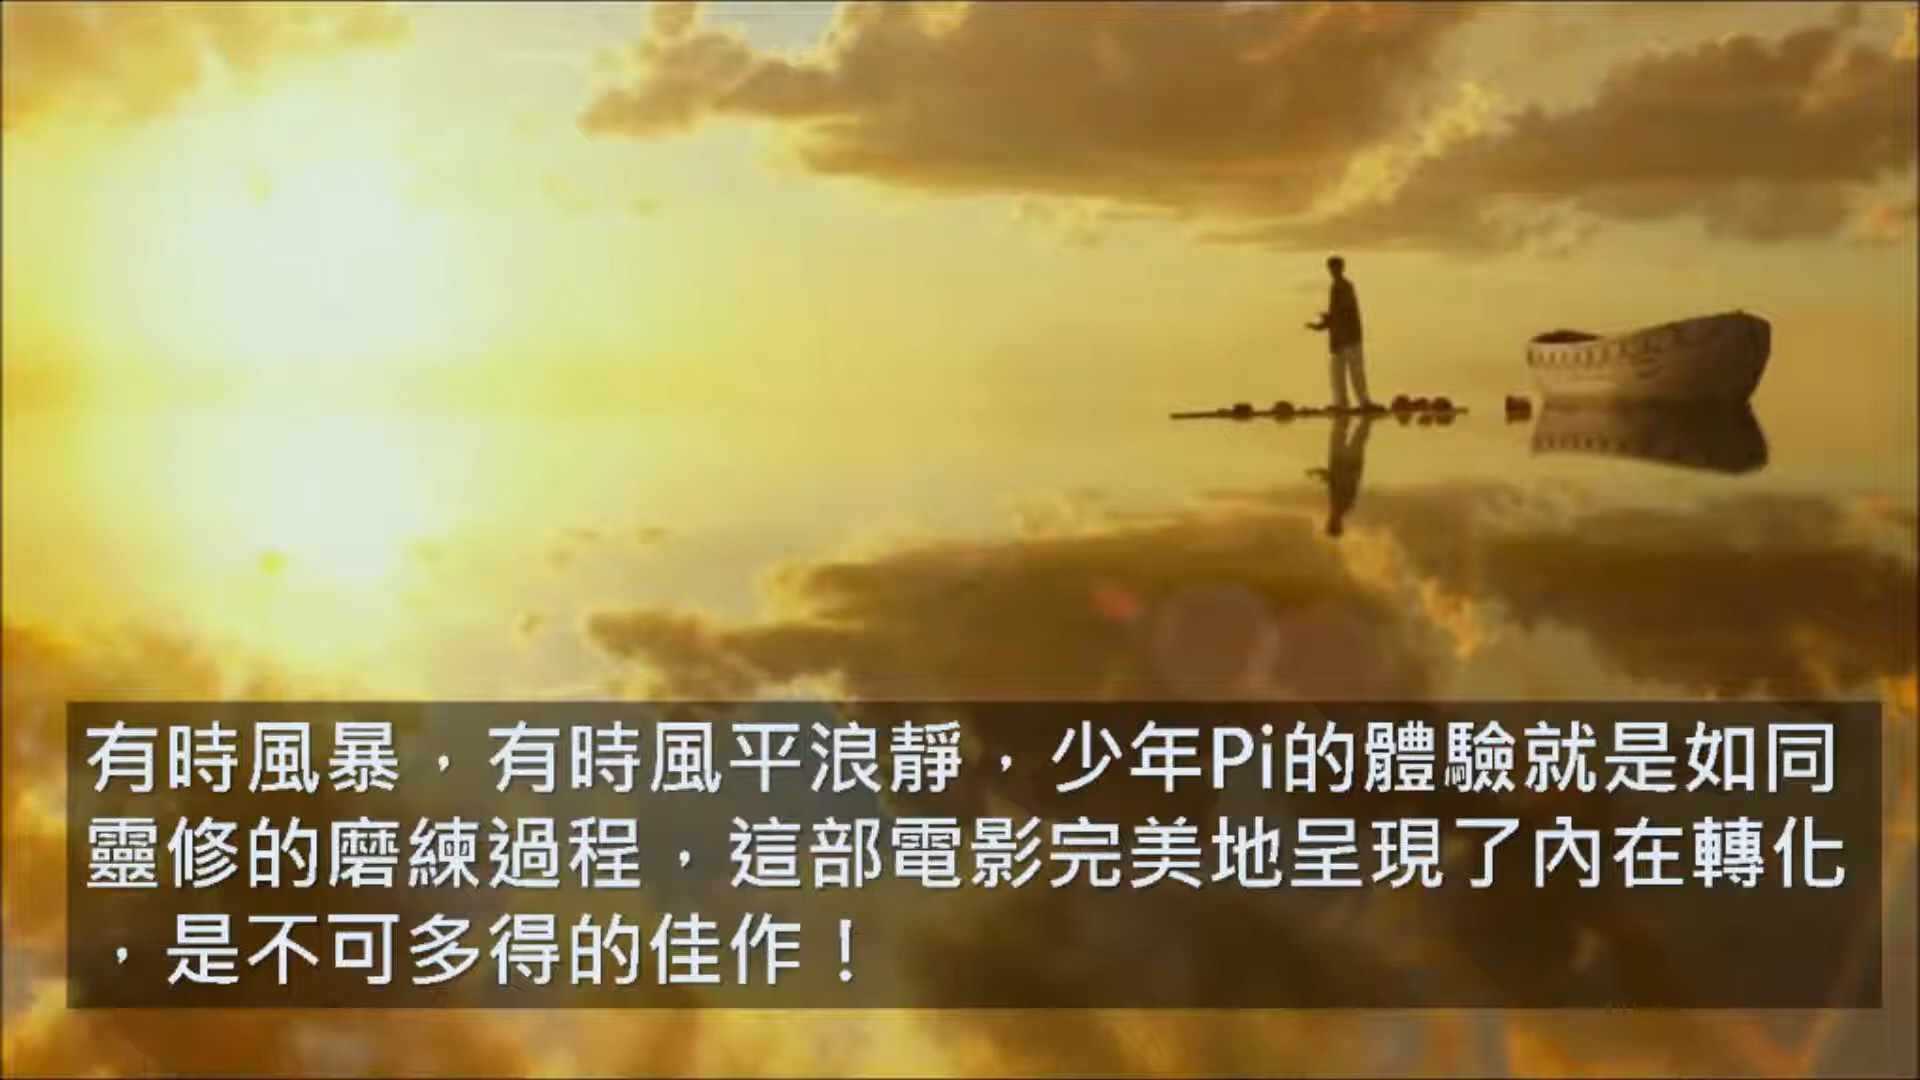 有時風暴，有時風平浪靜，少年Pi的體驗就是如同
靈修的磨練過程，這部電影完美地呈現了內在轉化
，是不可多得的佳作！